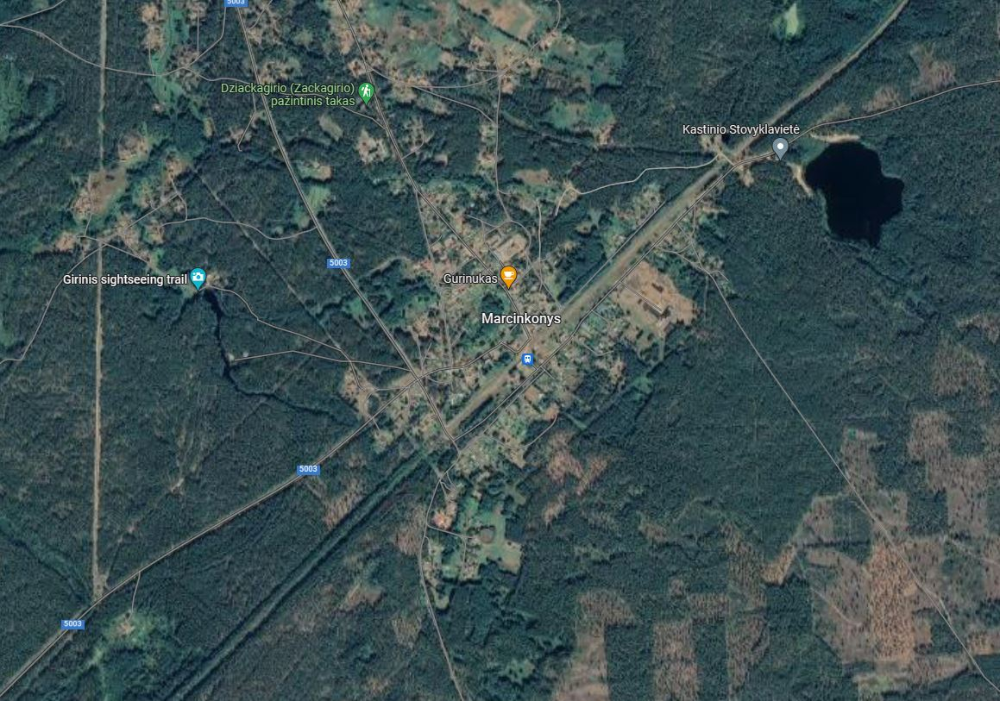 5003
Dziackagirio (Zackagirio)
pažintinis takas
Kastinio Stovyklavietė
5003
Girinis sightseeing trail
Gurinukas
Marcinkonys
5003
5003